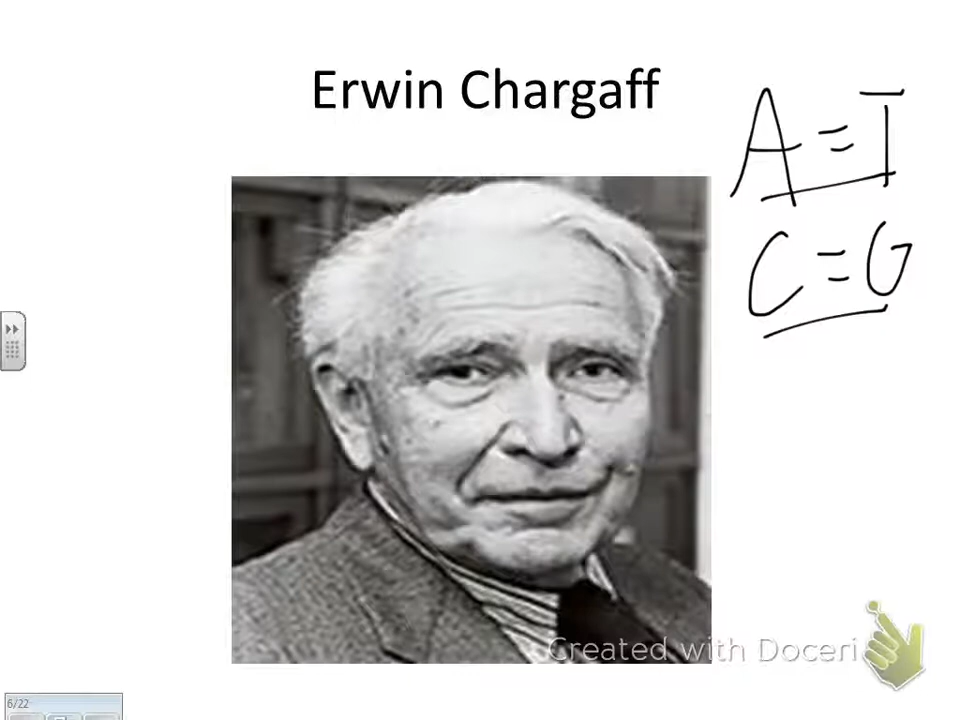 Erwin Chargaff
A = T
C = G
Created with Doceri
6/22